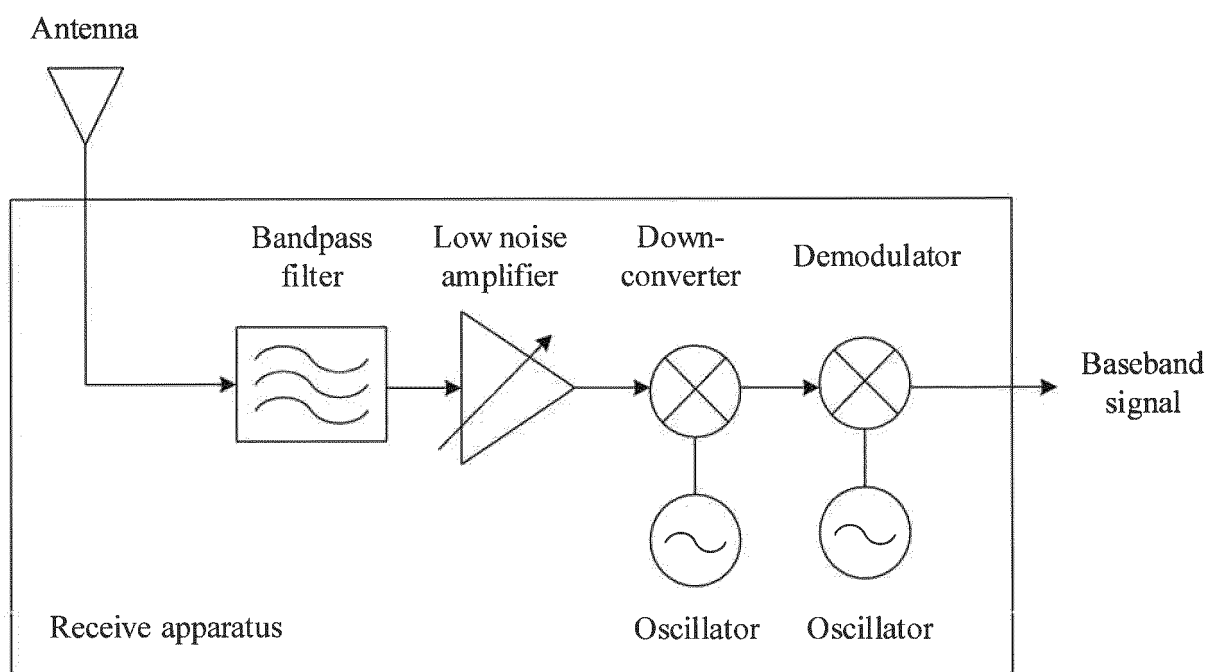 Antenna
Bandpass
filter
Low noise
amplifier
Down-
converter
Demodulator
Baseband
signal
Receive apparatus
Oscillator
Oscillator